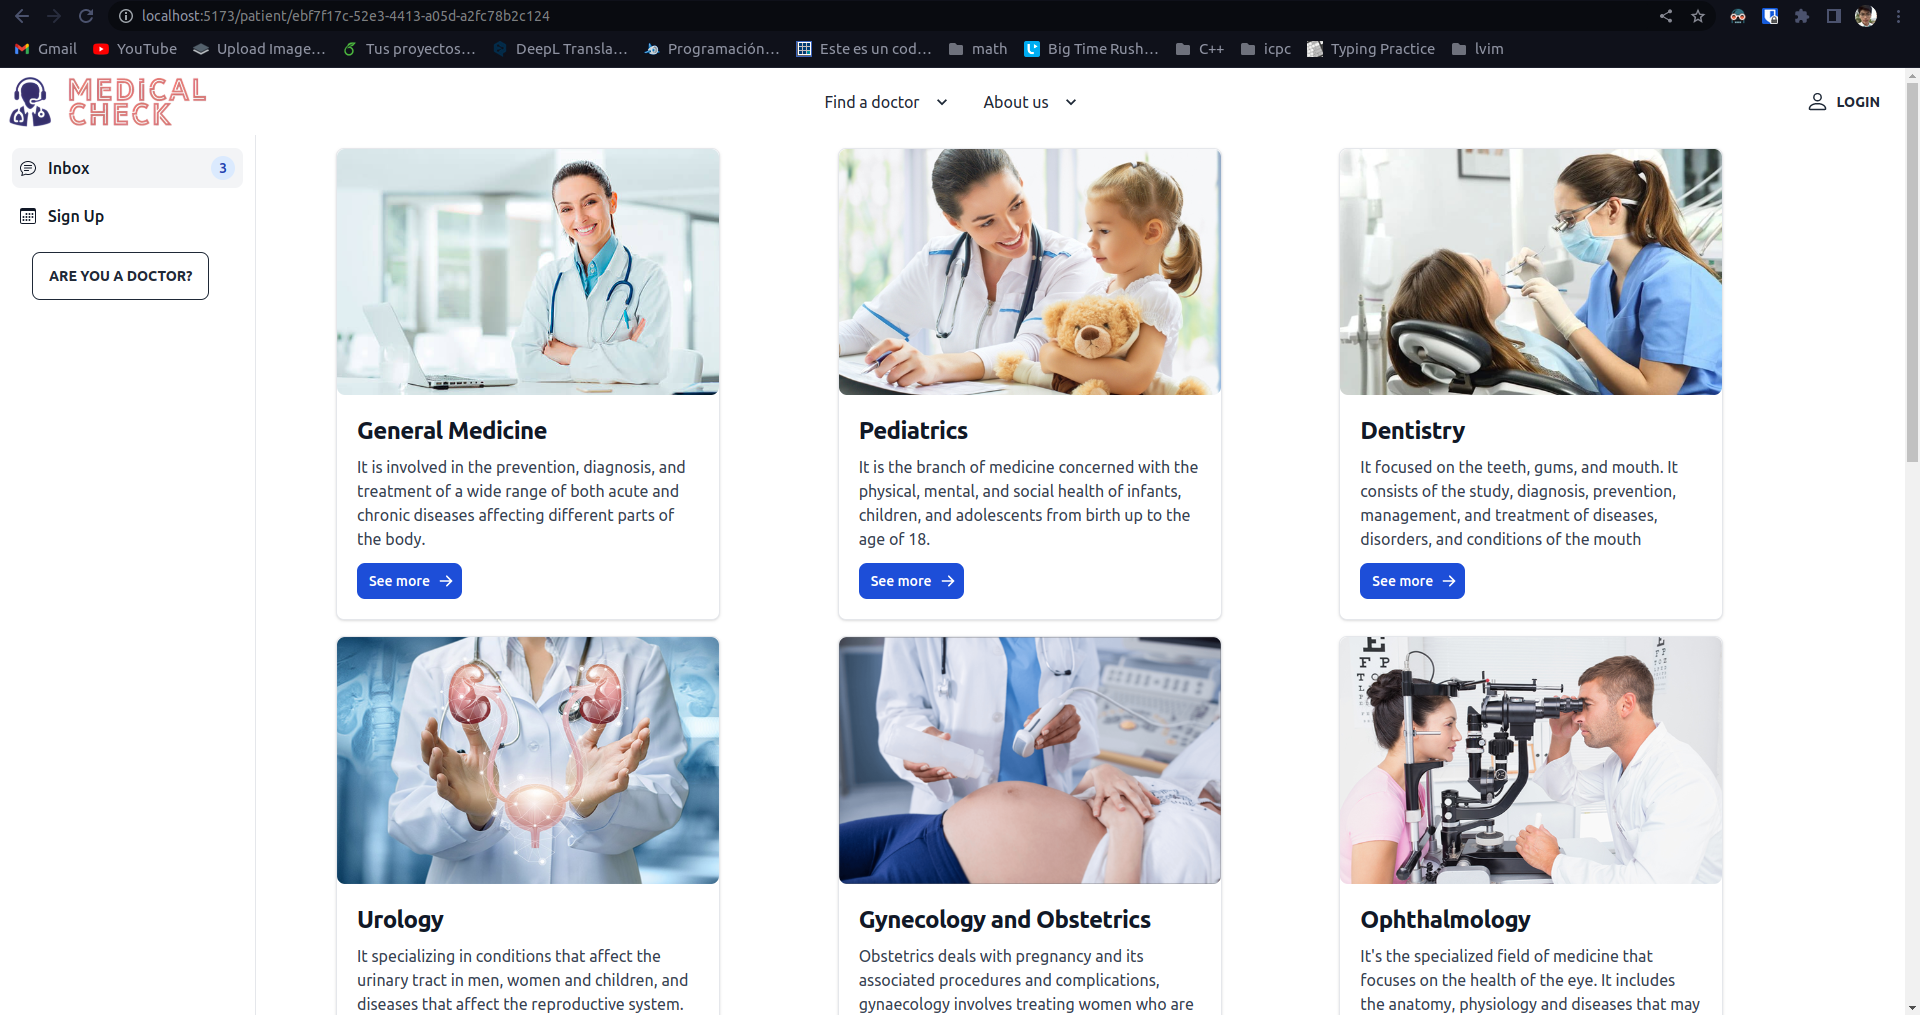 localhost:5173/patient/ebf7f17c-52e3-4413-a05d-a2fc78b2c124
Gmail YouTube Upload Image... Tus proyectos... DeepL Transla... Programación... Este es un cod... math Big Time Rush... C++ icpc Typing Practice lvim
MEDiCAL
CHECK
Find a doctor About us LOGIN
Inbox 3
Sign Up
ARE YOU A DOCTOR?
General Medicine
It is involved in the prevention, diagnosis, and
treatment of a wide range of both acute and
chronic diseases affecting different parts of
the body.
See more
Pediatrics
It is the branch of medicine concerned with the
physical, mental, and social health of infants,
children, and adolescents from birth up to the
age of 18.
See more
Dentistry
It focused on the teeth, gums, and mouth. It
consists of the study, diagnosis, prevention,
management, and treatment of diseases,
disorders, and conditions of the mouth
See more
Urology
It specializing in conditions that affect the
urinary tract in men, women and children, and
diseases that affect the reproductive system.
Gynecology and Obstetrics
Obstetrics deals with pregnancy and its
associated procedures and complications,
gynaecology involves treating women who are
E
F P
Ophthalmology
It's the specialized field of medicine that
focuses on the health of the eye. It includes
the anatomy, physiology and diseases that may